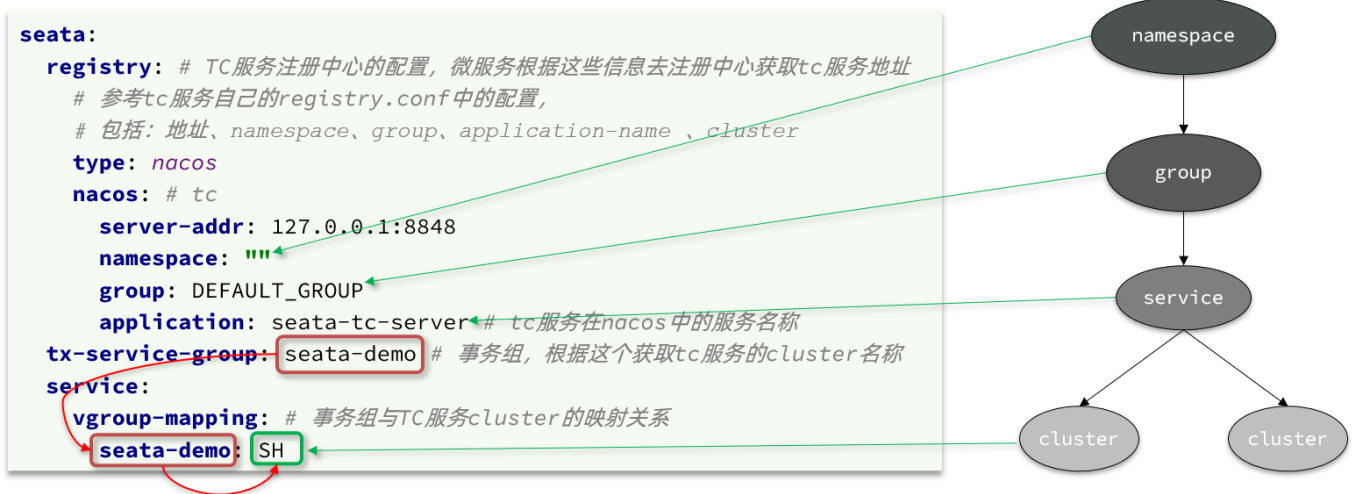 seata:
registry: # TC服务注册中心的配置，微服务根据这些信息去注册中心获取tc服务地址
# 参考tc服务自己的registry.conf中的配置，
# 包括：地址、namespace、group、application-name 、cluster
type: nacos
nacos: # tc
server-addr: 127.0.0.1:8848
namespace: ""
group: DEFAULT_GROUP
application: seata-tc-server # tc服务在nacos中的服务名称
tx-service-group: seata-demo # 事务组，根据这个获取tc服务的cluster名称
service:
vgroup-mapping: # 事务组与TC服务cluster的映射关系
seata-demo: SH
namespace
group
service
cluster
cluster